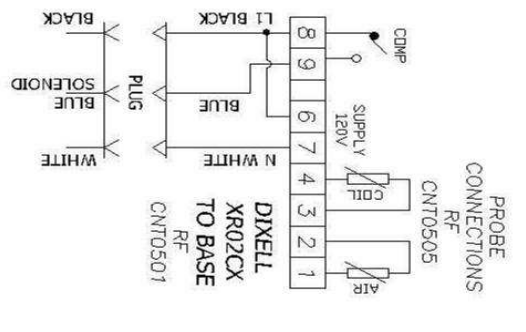 BLACK
L1 BLACK
SOLENOID
BLUE
PLUG
BLUE
WHITE
N WHITE
8
9
6
7
4
3
2
1
COMP
SUPPLY
120V
COIL
AIR
DIXELL
XR02CX
TO BASE
RF
CNT0501
PROBE
CONNECTIONS
RF
CNT0505